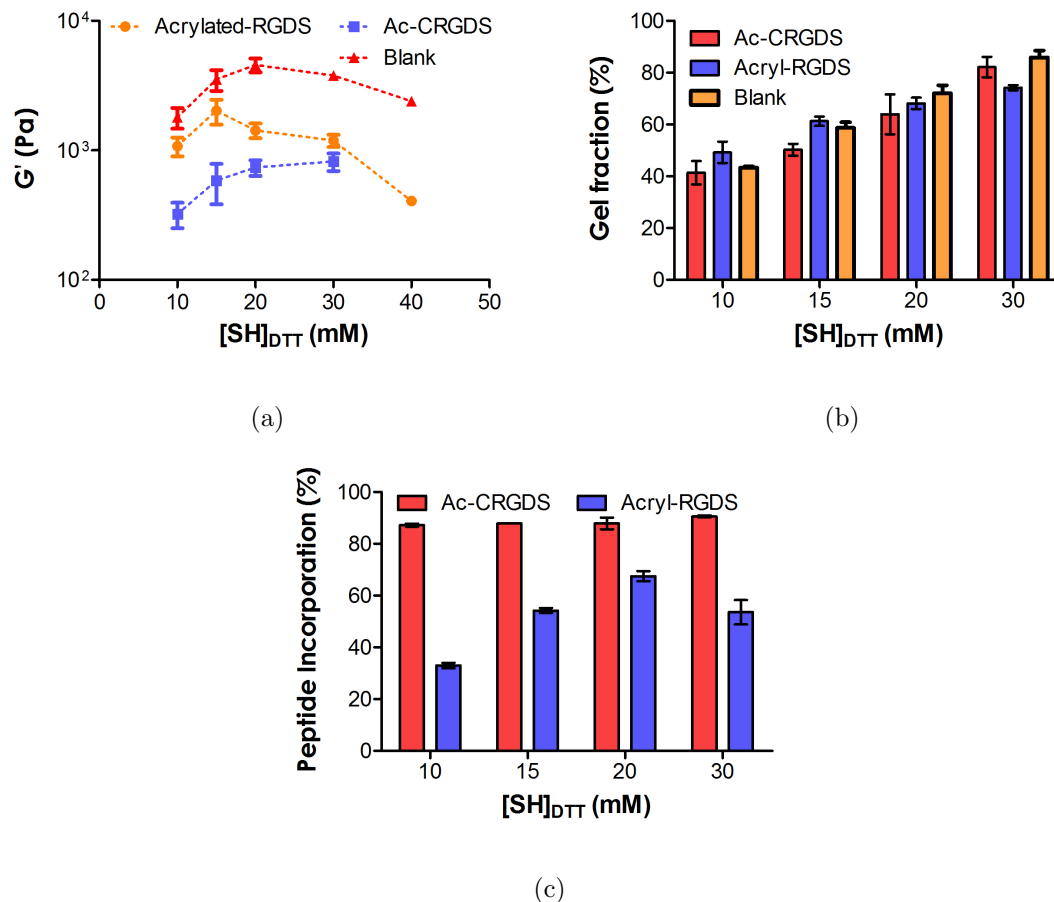 G' (Pa)
10⁴
10³
10²
0
10
20
30
40
50
[SH]DTT (mM)
Acrylated-RGDS
Ac-CRGDS
Blank
(a)
Gel fraction (%)
100
80
60
40
20
0
Ac-CRGDS
Acryl-RGDS
Blank
10
15
20
30
[SH]DTT (mM)
(b)
Peptide Incorporation (%)
100
80
60
40
20
0
Ac-CRGDS
Acryl-RGDS
10
15
20
30
[SH]DTT (mM)
(c)